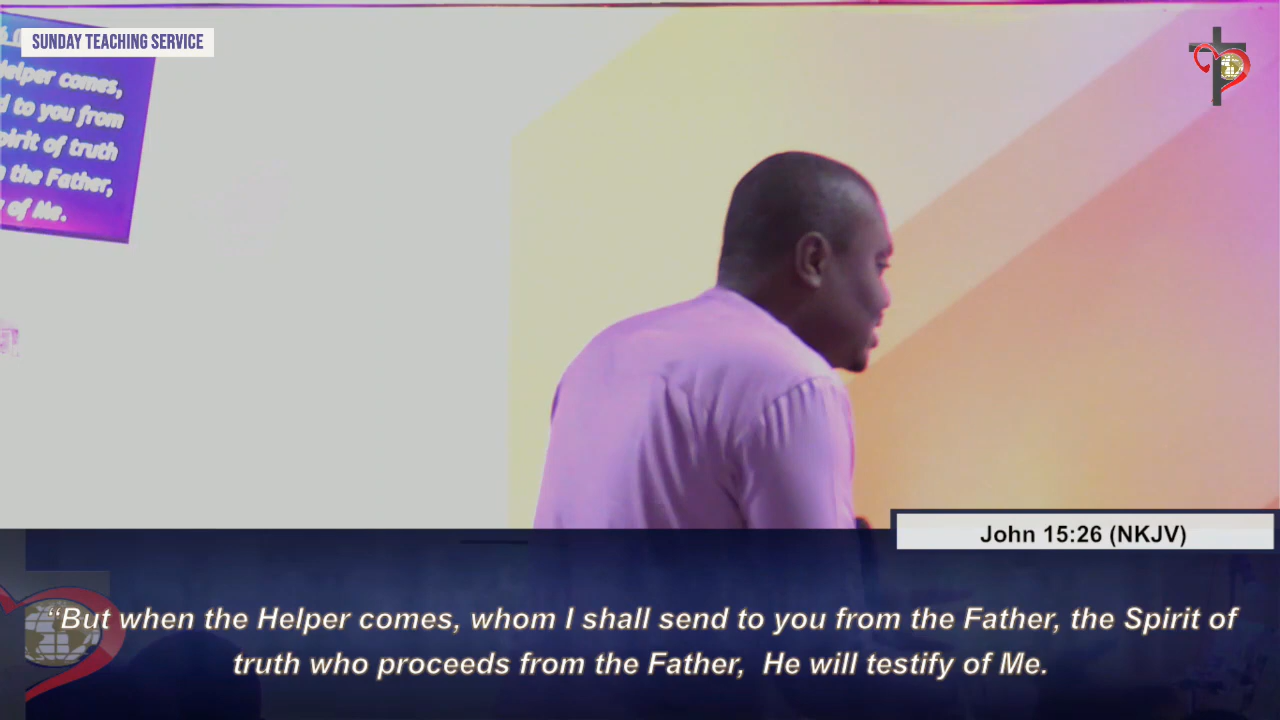 SUNDAY TEACHING SERVICE
Helper comes,
to you from
Spirit of truth
the Father,
of Me.
John 15:26 (NKJV)
“But when the Helper comes, whom I shall send to you from the Father, the Spirit of
truth who proceeds from the Father,  He will testify of Me.